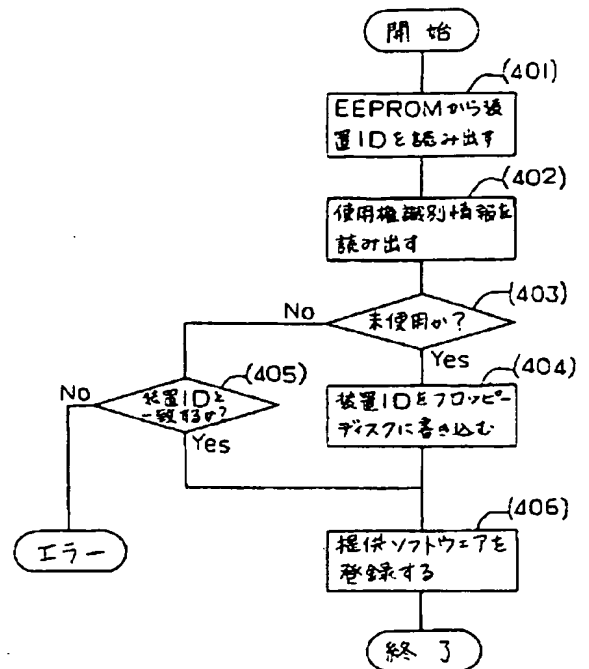 開始
(401)
EEPROMから装
置IDを読み出す
(402)
使用権識別情報を
読み出す
(403)
No
未使用か?
Yes
(404)
(405)
No
装置IDと
一致するか?
Yes
装置IDをフロッピー
ディスクに書き込む
(406)
エラー
提供ソフトウェアを
登録する
終了